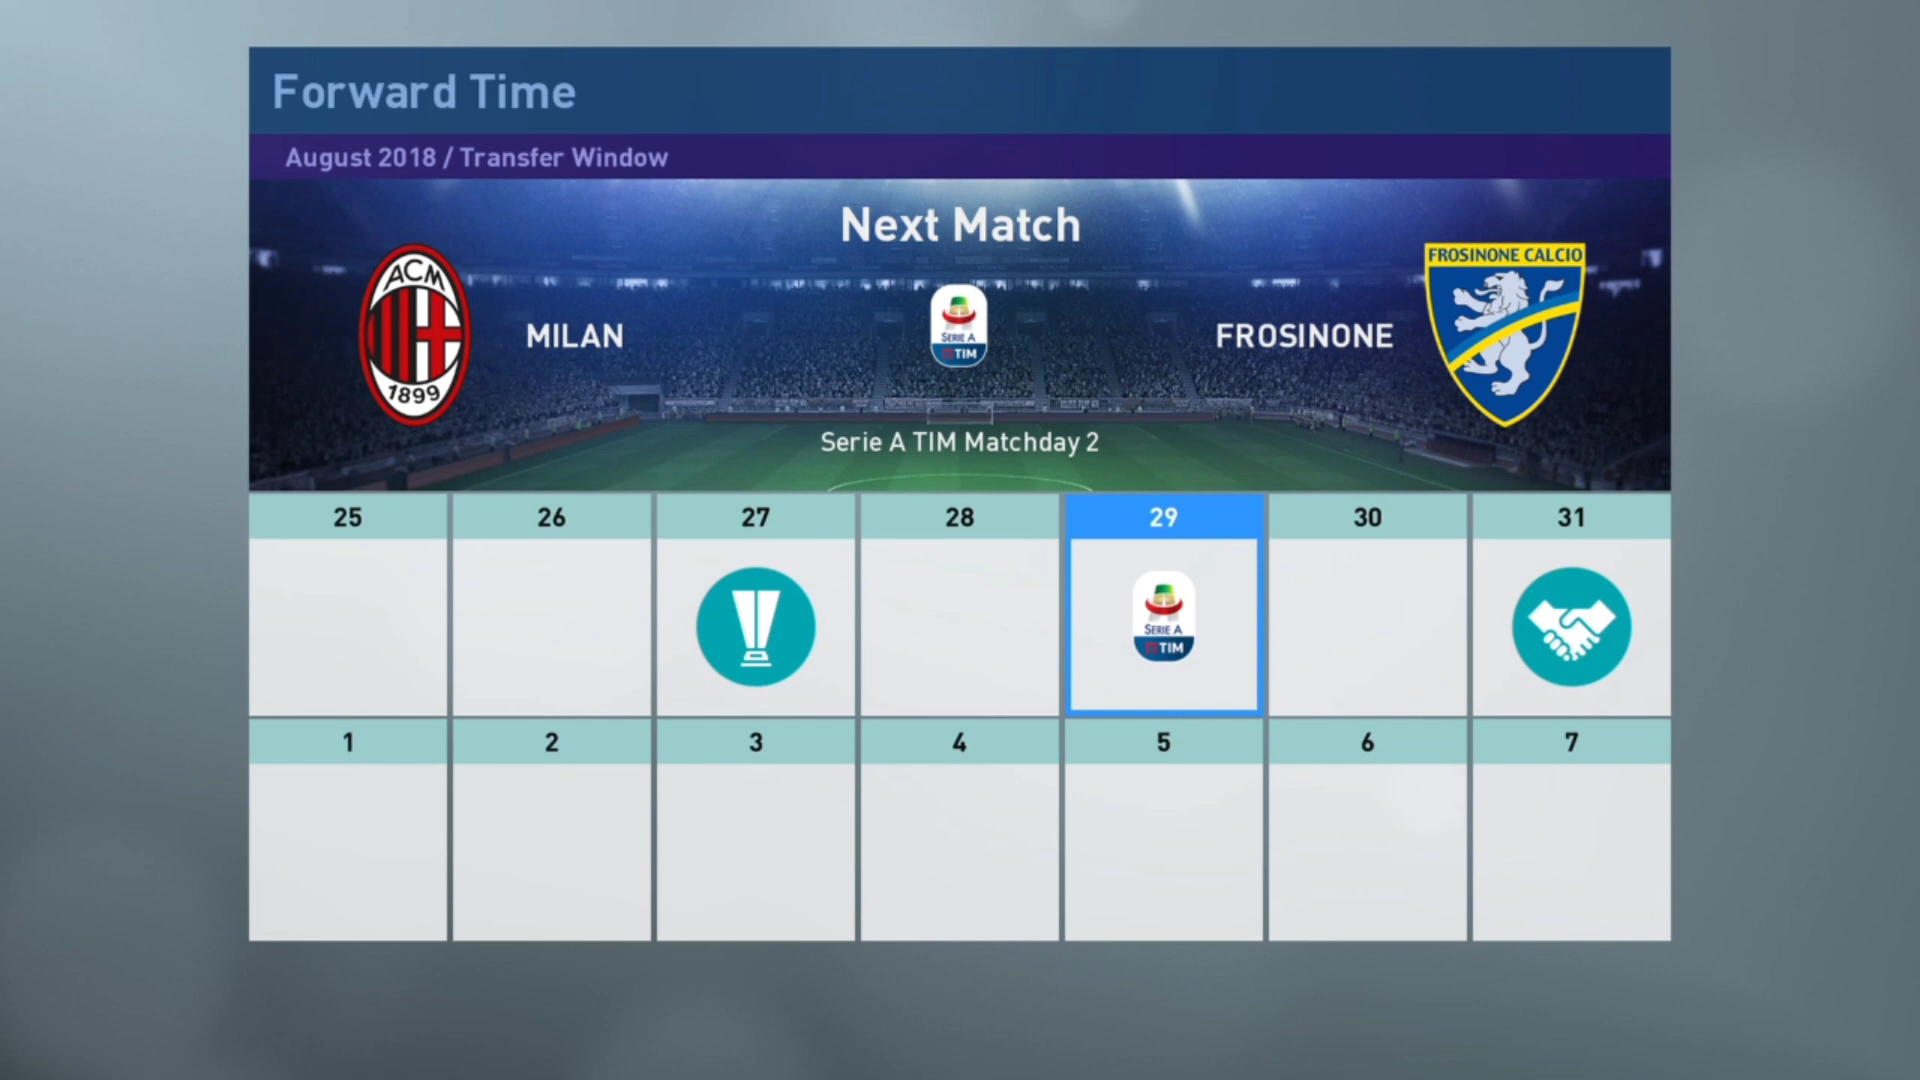 Forward Time
August 2018 / Transfer Window
Next Match
ACM
1899
MILAN
SERIE A
TIM
FROSINONE
FROSINONE CALCIO
Serie A TIM Matchday 2
25 26 27 28 29 30 31
SERIE A
TIM
1 2 3 4 5 6 7